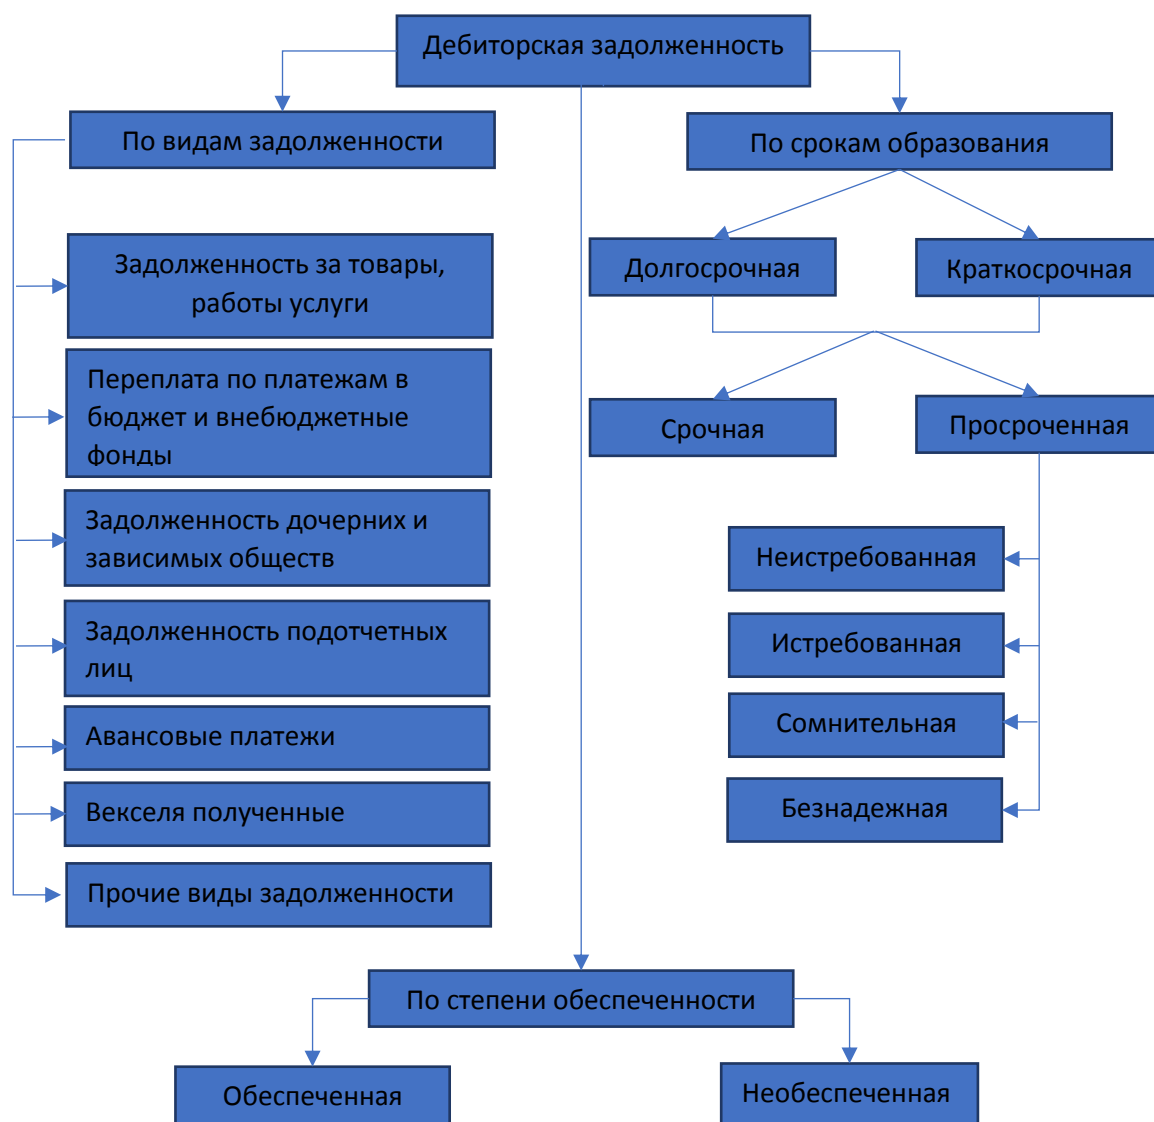 Дебиторская задолженность
По видам задолженности
По срокам образования
Задолженность за товары,
работы услуги
Долгосрочная
Краткосрочная
Переплата по платежам в
бюджет и внебюджетные
фонды
Срочная
Просроченная
Задолженность дочерних и
зависимых обществ
Неистребованная
Задолженность подотчетных
лиц
Истребованная
Авансовые платежи
Сомнительная
Векселя полученные
Безнадежная
Прочие виды задолженности
По степени обеспеченности
Обеспеченная
Необеспеченная